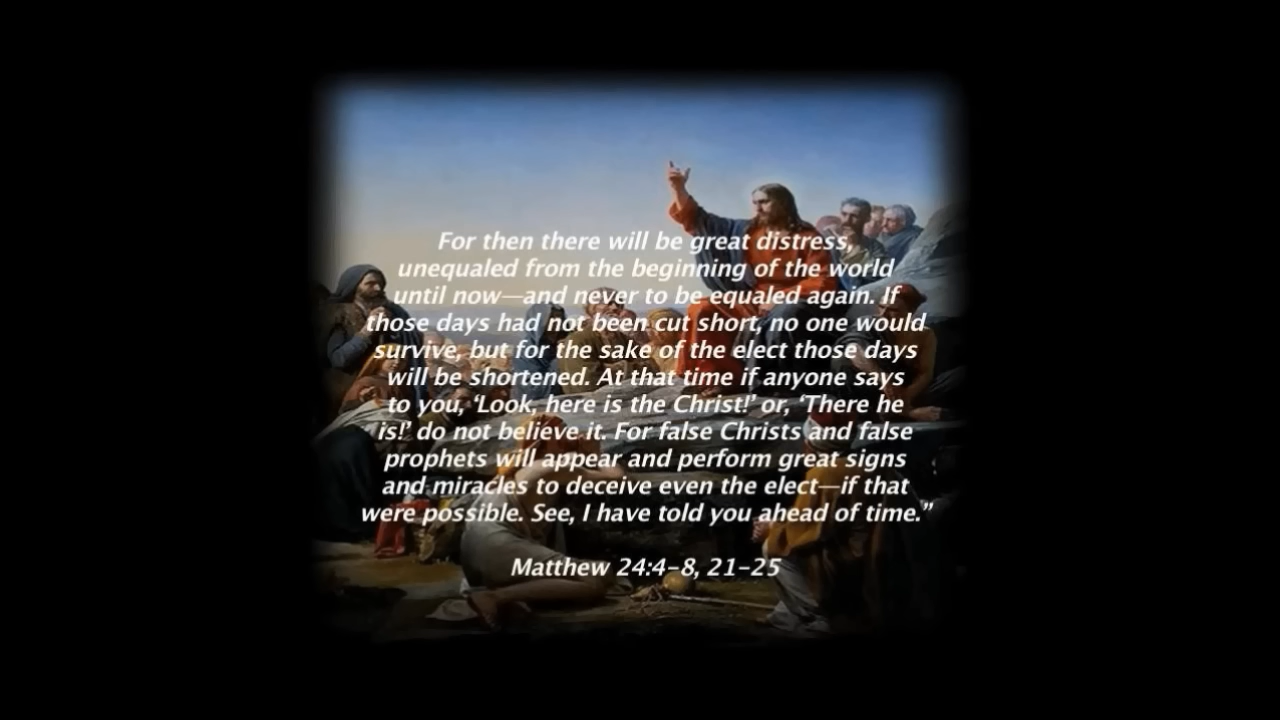 For then there will be great distress,
unequaled from the beginning of the world
until now—and never to be equaled again. If
those days had not been cut short, no one would
survive, but for the sake of the elect those days
will be shortened. At that time if anyone says
to you, ‘Look, here is the Christ!’ or, ‘There he
is!’ do not believe it. For false Christs and false
prophets will appear and perform great signs
and miracles to deceive even the elect—if that
were possible. See, I have told you ahead of time.”
Matthew 24:4–8, 21–25